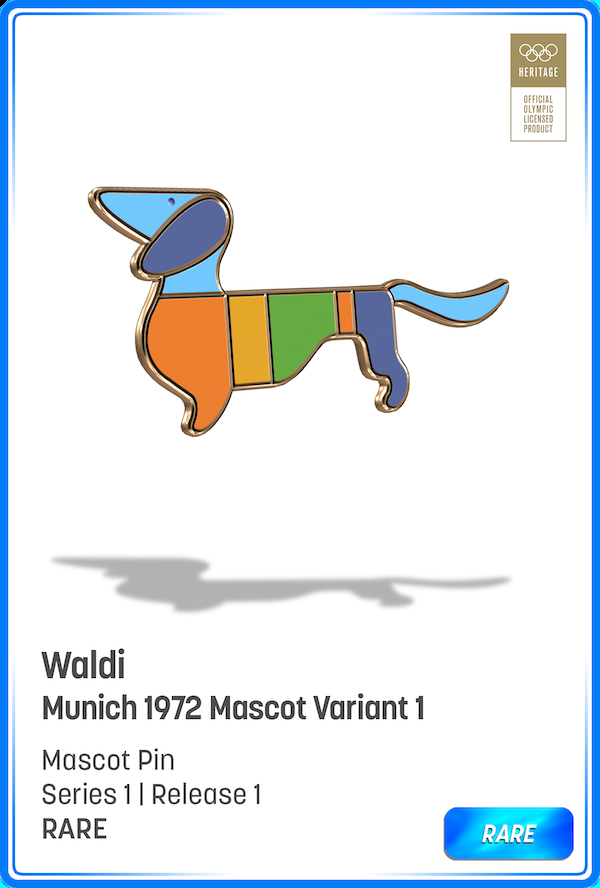 HERITAGE
OFFICIAL
OLYMPIC
LICENSED
PRODUCT
Waldi
Munich 1972 Mascot Variant 1
Mascot Pin
Series 1 | Release 1
RARE
RARE